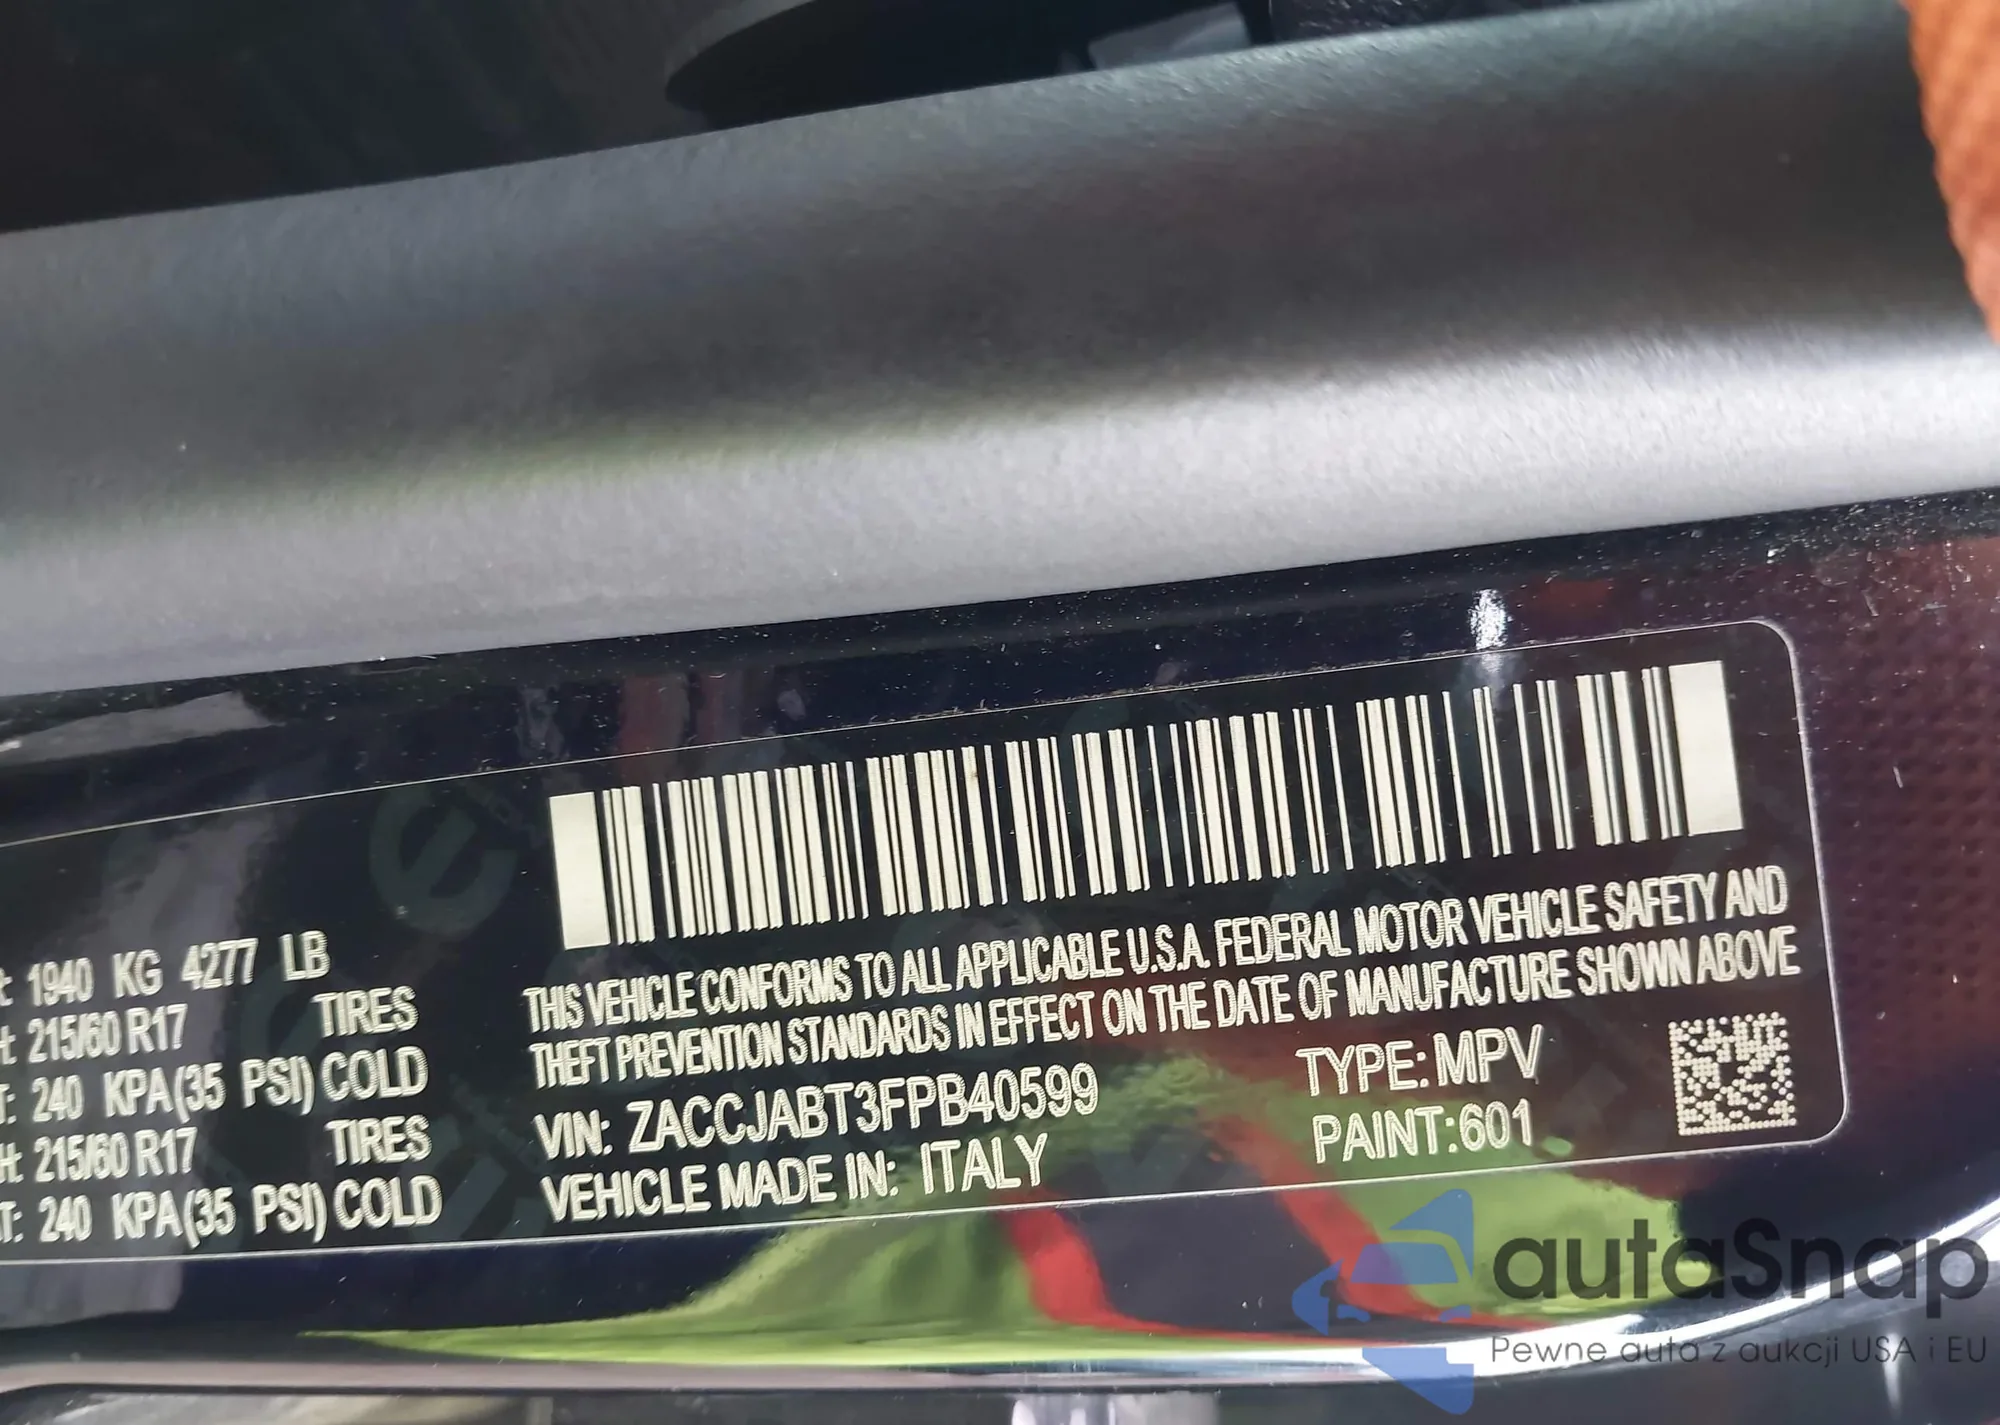 : 1940 KG 4277 LB
H: 215/60 R17 TIRES
T: 240 KPA(35 PSI) COLD
H: 215/60 R17 TIRES
T: 240 KPA(35 PSI) COLD
THIS VEHICLE CONFORMS TO ALL APPLICABLE U.S.A. FEDERAL MOTOR VEHICLE SAFETY AND
THEFT PREVENTION STANDARDS IN EFFECT ON THE DATE OF MANUFACTURE SHOWN ABOVE
VIN: ZACCJABT3FPB40599
VEHICLE MADE IN: ITALY
TYPE: MPV
PAINT:601
autaSnap
Pewne auta z aukcji USA i EU